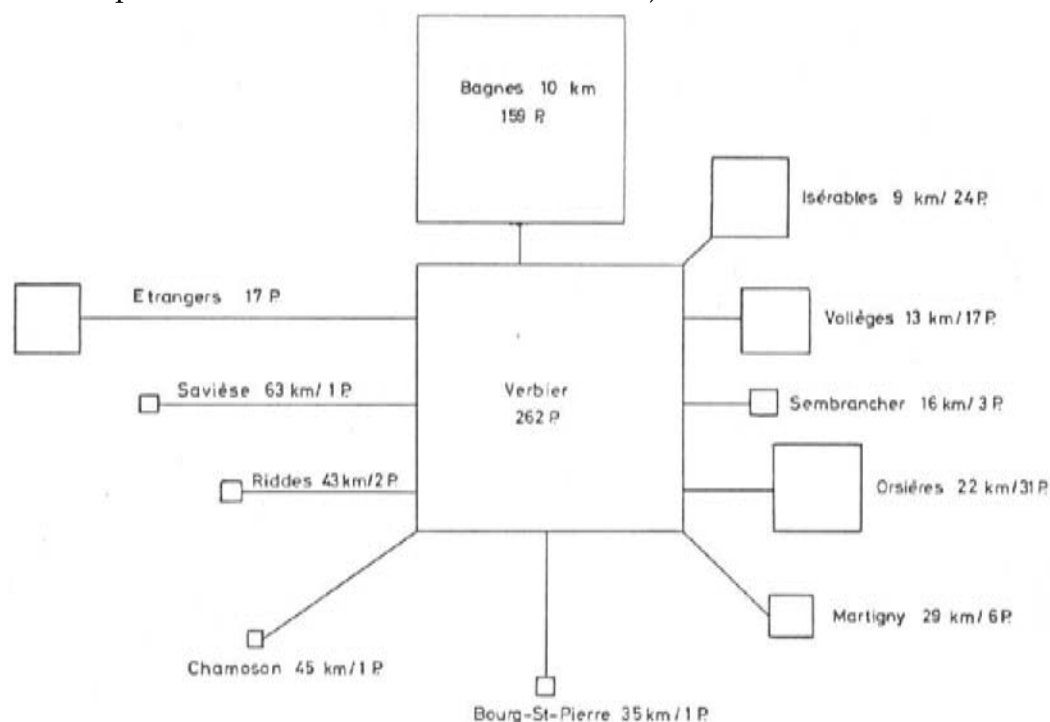 Bagnes 10 km
159 P.
Isérables 9 km/ 24 P.
Etrangers 17 P.
Vollèges 13 km/17 P.
Savièse 63 km/ 1 P.
Verbier
262 P.
Sembrancher 16 km/ 3 P.
Riddes 43 km/2 P.
Orsières 22 km/31 P.
Martigny 29 km/ 6 P.
Chamoson 45 km/1 P.
Bourg-St-Pierre 35 km/1 P.